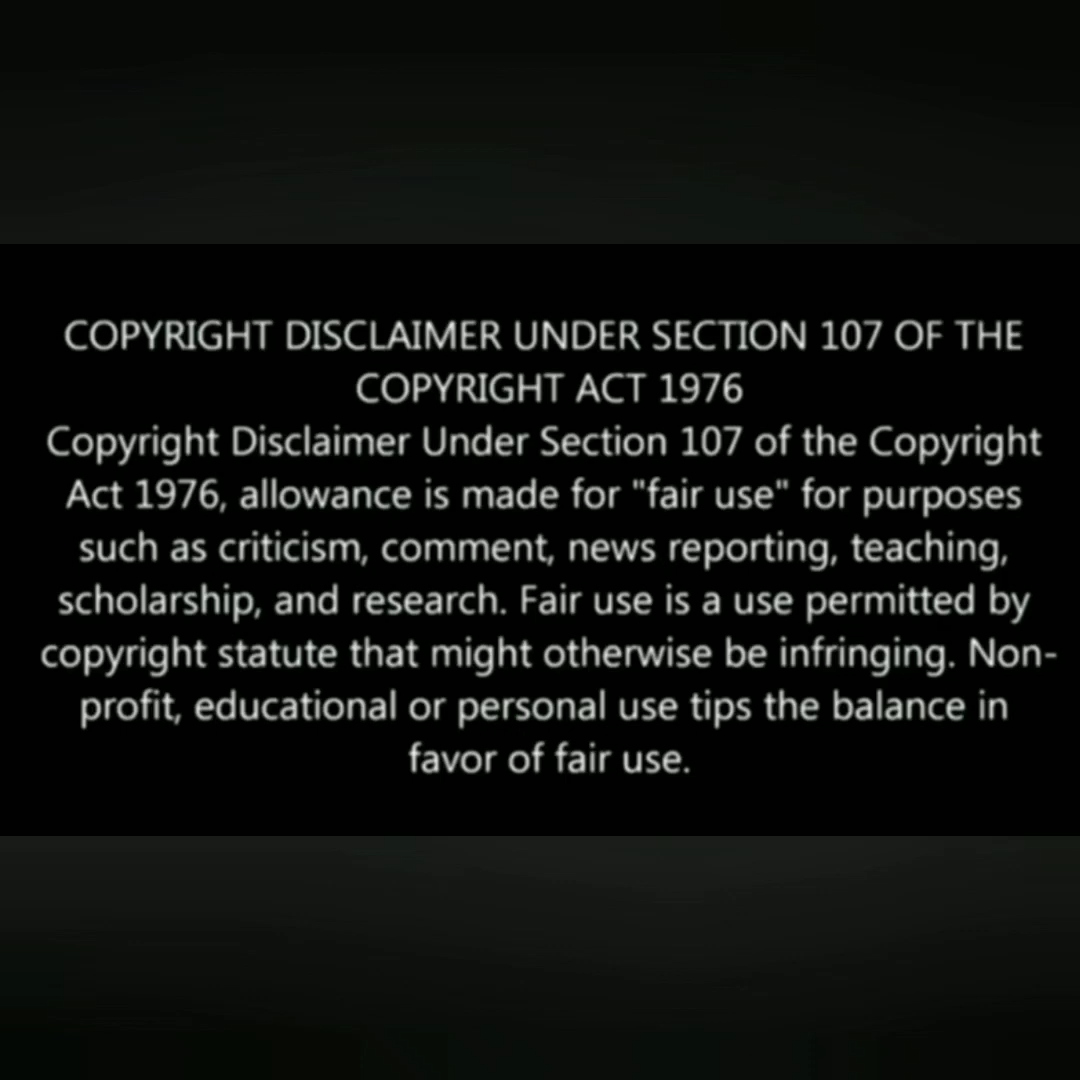 COPYRIGHT DISCLAIMER UNDER SECTION 107 OF THE
COPYRIGHT ACT 1976
Copyright Disclaimer Under Section 107 of the Copyright
Act 1976, allowance is made for "fair use" for purposes
such as criticism, comment, news reporting, teaching,
scholarship, and research. Fair use is a use permitted by
copyright statute that might otherwise be infringing. Non-
profit, educational or personal use tips the balance in
favor of fair use.